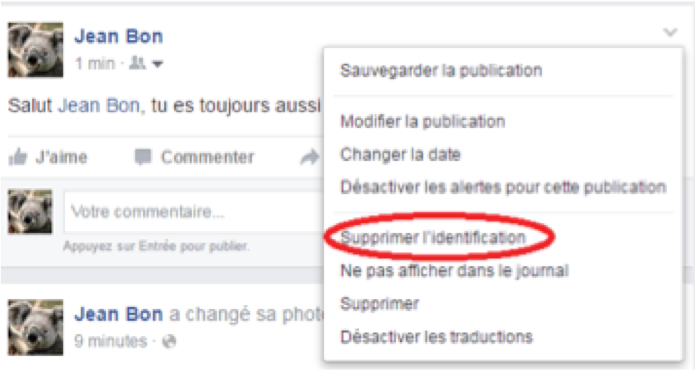 Jean Bon
1 min ·
Salut Jean Bon, tu es toujours aussi
J'aime
Commenter
Votre commentaire...
Appuyez sur Entrée pour publier.
Jean Bon a changé sa phot
9 minutes ·
Sauvegarder la publication
Modifier la publication
Changer la date
Désactiver les alertes pour cette publication
Supprimer l'identification
Ne pas afficher dans le journal
Supprimer
Désactiver les traductions